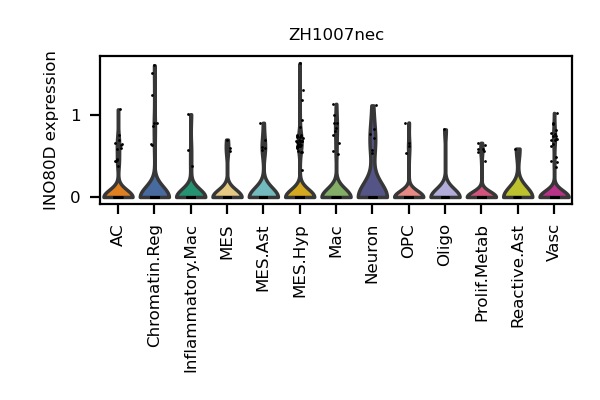 ZH1007nec
INO80D expression
1
0
AC
Chromatin.Reg
Inflammatory.Mac
MES
MES.Ast
MES.Hyp
Mac
Neuron
OPC
Oligo
Prolif.Metab
Reactive.Ast
Vasc